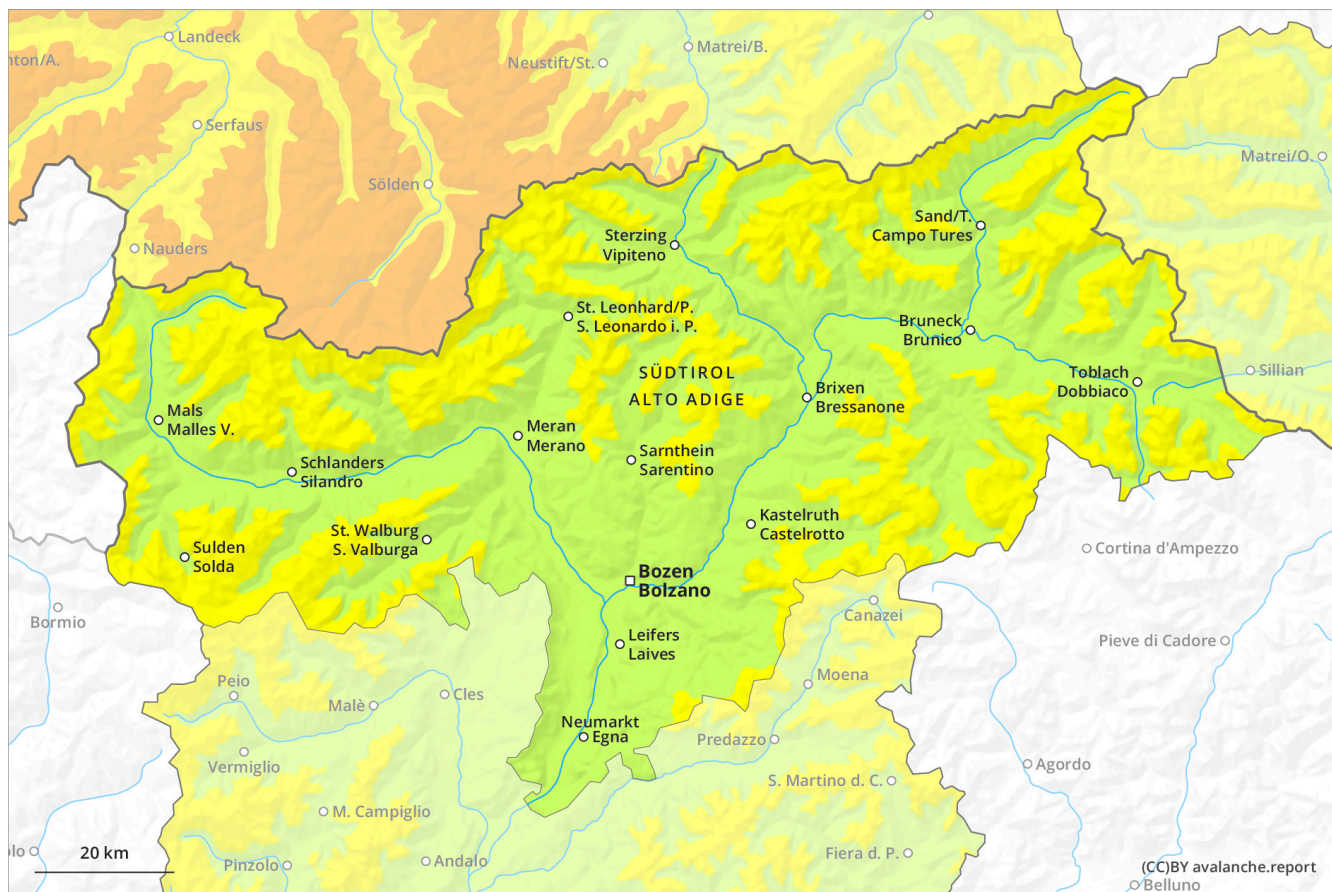 Landeck
nton/A.
Matrei/B.
Neustift/St.
Serfaus
Matrei/O.
Sölden
Nauders
Sand/T.
Campo Tures
Sterzing
Vipiteno
St. Leonhard/P.
S. Leonardo i. P.
Bruneck
Brunico
SÜDTIROL
ALTO ADIGE
Toblach
Dobbiaco
Sillian
Brixen
Bressanone
Mals
Malles V.
Meran
Merano
Schlanders
Silandro
Sarnthein
Sarentino
Kastelruth
Castelrotto
St. Walburg
S. Valburga
Sulden
Solda
Cortina d'Ampezzo
Bozen
Bolzano
Bormio
Canazei
Leifers
Laives
Pieve di Cadore
Peio
Moena
Malè
Cles
Neumarkt
Egna
Predazzo
Vermiglio
Agordo
S. Martino d. C.
M. Campiglio
olo
20 km
Pinzolo
Andalo
Fiera d. P.
(CC)BY avalanche.report
Belluno